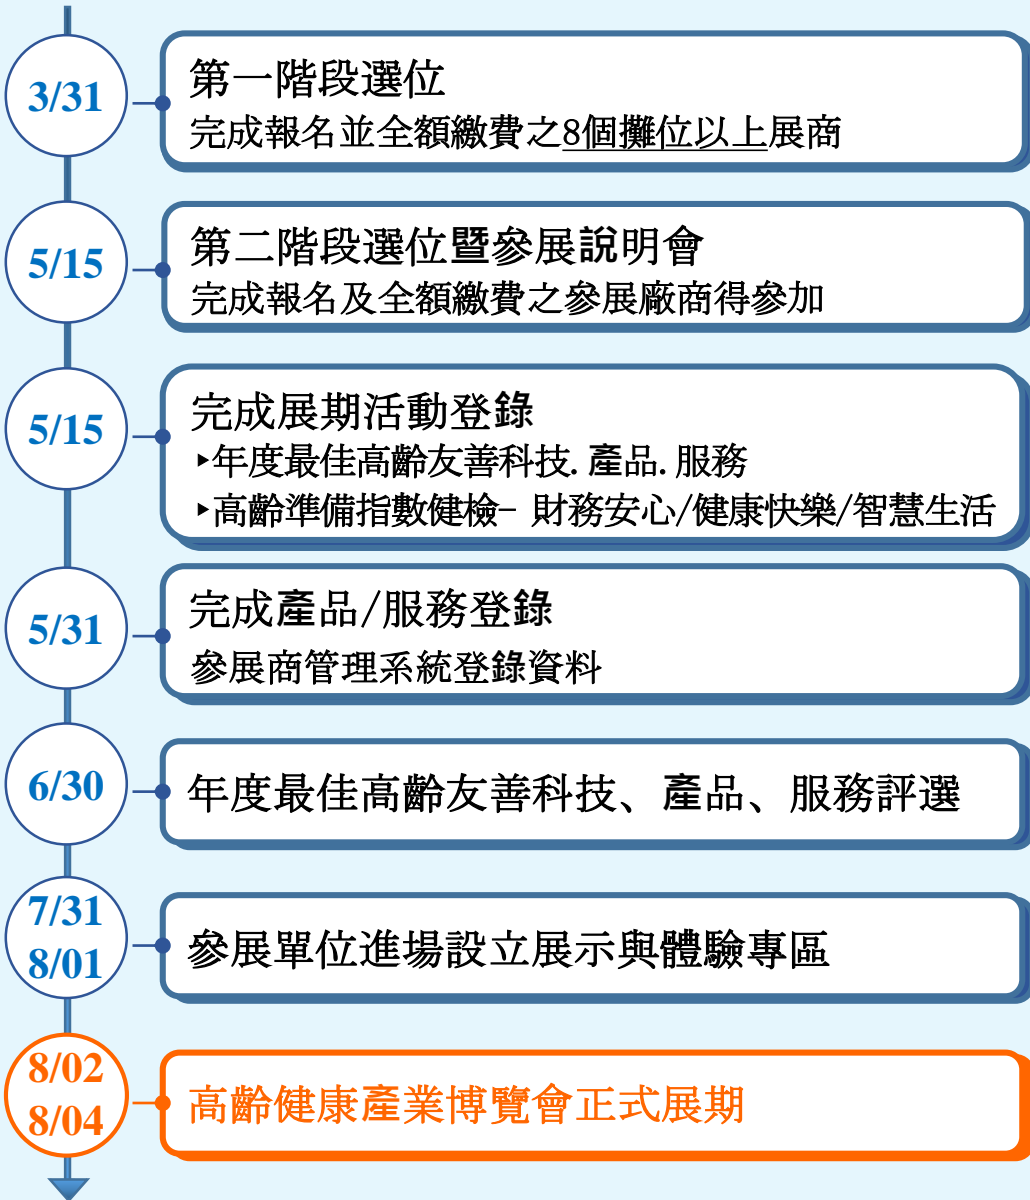 3/31
第一階段選位
完成報名並全額繳費之8個攤位以上展商
5/15
第二階段選位暨參展說明會
完成報名及全額繳費之參展廠商得參加
5/15
完成展期活動登錄
▸年度最佳高齡友善科技. 產品. 服務
▸高齡準備指數健檢– 財務安心/健康快樂/智慧生活
5/31
完成產品/服務登錄
參展商管理系統登錄資料
6/30
年度最佳高齡友善科技、產品、服務評選
7/31
8/01
參展單位進場設立展示與體驗專區
8/02
8/04
高齡健康產業博覽會正式展期